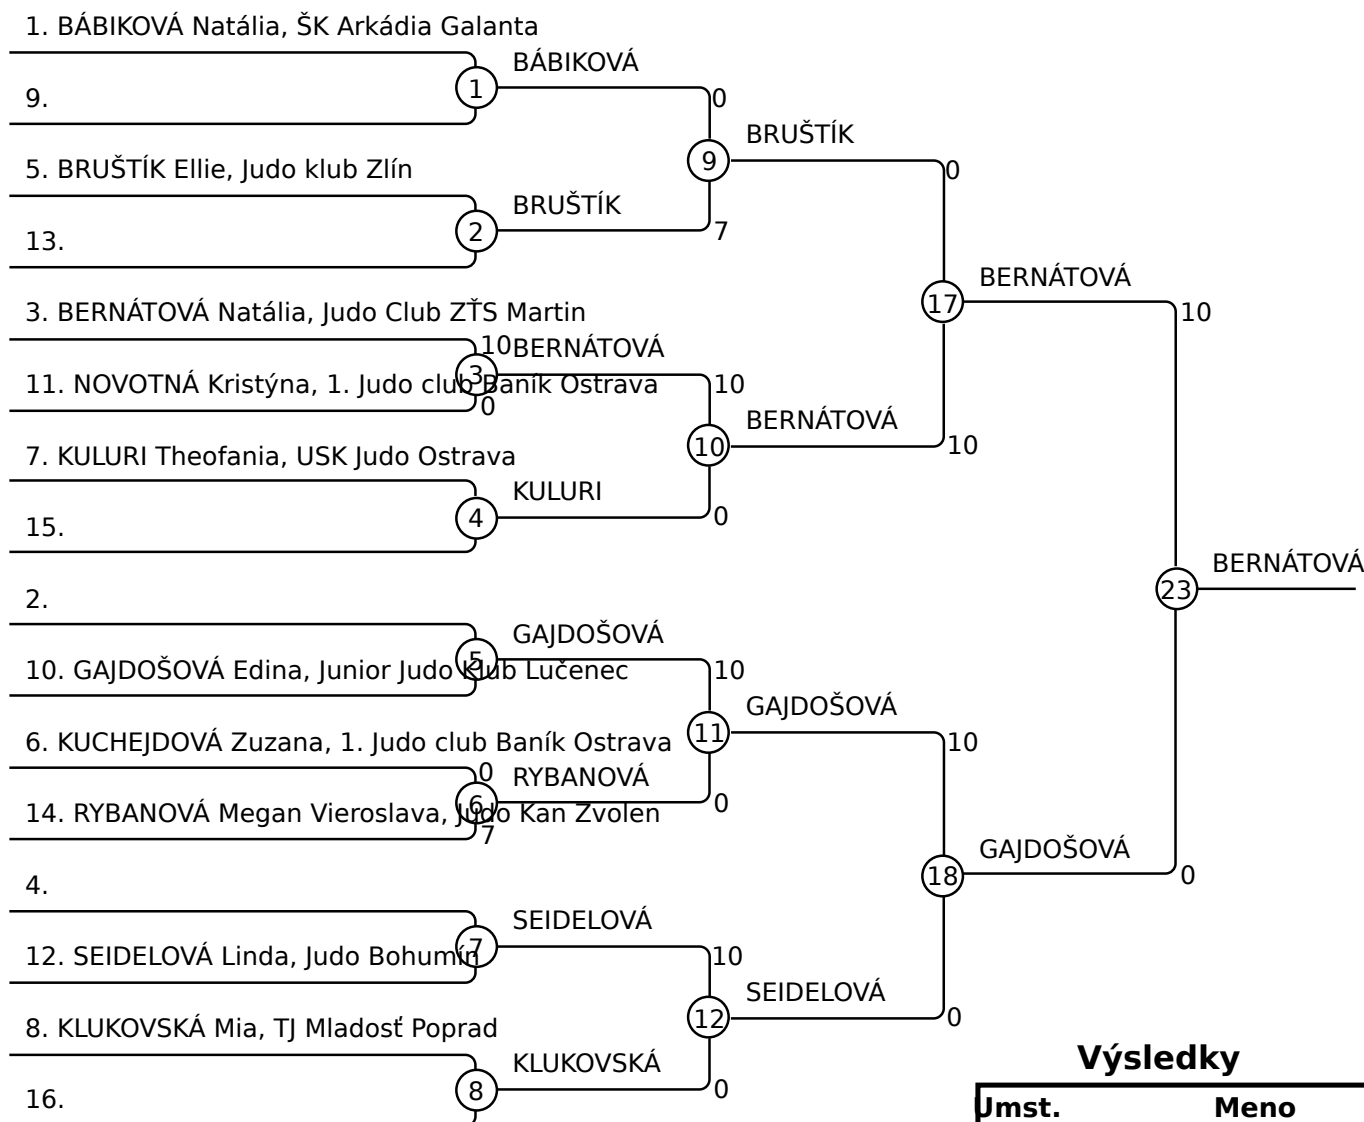 1. BÁBIKOVÁ Natália, ŠK Arkádia Galanta
BÁBIKOVÁ
1
9.
0
BRUŠTÍK
9
5. BRUŠTÍK Ellie, Judo klub Zlín
0
BRUŠTÍK
2
7
13.
BERNÁTOVÁ
17
3. BERNÁTOVÁ Natália, Judo Club ZŤS Martin
10
10
BERNÁTOVÁ
3
11. NOVOTNÁ Kristýna, 1. Judo club Baník Ostrava
10
0
BERNÁTOVÁ
10
10
7. KULURI Theofania, USK Judo Ostrava
KULURI
4
0
15.
BERNÁTOVÁ
23
2.
GAJDOŠOVÁ
5
10. GAJDOŠOVÁ Edina, Junior Judo Klub Lučenec
10
GAJDOŠOVÁ
11
6. KUCHEJDOVÁ Zuzana, 1. Judo club Baník Ostrava
10
0
RYBANOVÁ
6
0
14. RYBANOVÁ Megan Vieroslava, Judo Kan Zvolen
7
GAJDOŠOVÁ
18
0
4.
SEIDELOVÁ
7
12. SEIDELOVÁ Linda, Judo Bohumín
10
SEIDELOVÁ
12
0
8. KLUKOVSKÁ Mia, TJ Mladosť Poprad
KLUKOVSKÁ
8
0
16.
Výsledky
Umst. Meno